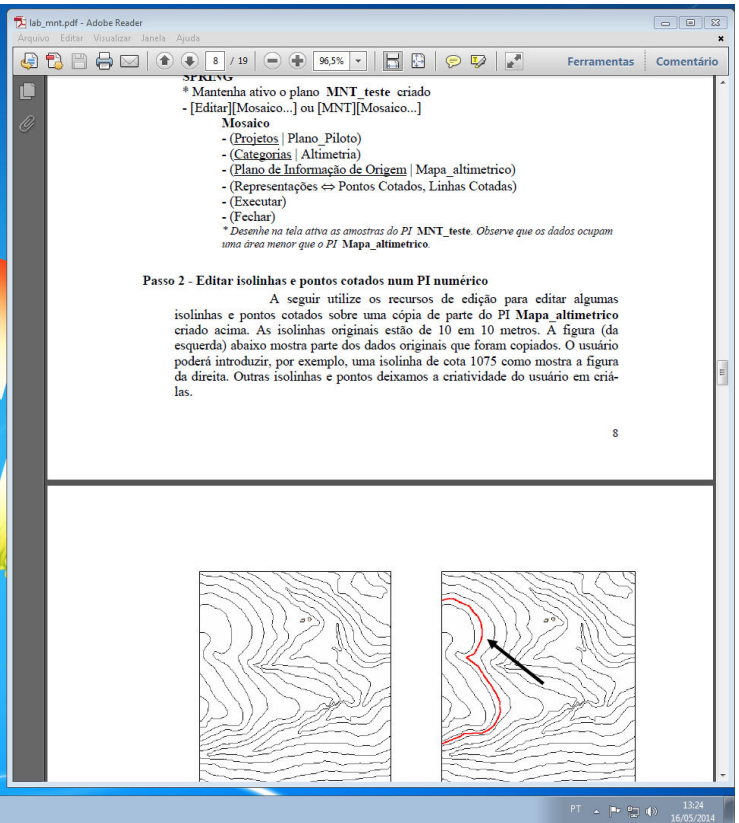 lab_mnt.pdf - Adobe Reader
Arquivo Editar Visualizar Janela Ajuda
8 / 19 96,5% Ferramentas Comentário
SPRING
* Mantenha ativo o plano MNT_teste criado
- [Editar][Mosaico...] ou [MNT][Mosaico...]
Mosaico
- (Projetos | Plano_Piloto)
- (Categorias | Altimetria)
- (Plano de Informação de Origem | Mapa_altimetrico)
- (Representações ⇔ Pontos Cotados, Linhas Cotadas)
- (Executar)
- (Fechar)
* Desenhe na tela ativa as amostras do PI MNT_teste. Observe que os dados ocupam
uma área menor que o PI Mapa_altimetrico.
Passo 2 - Editar isolinhas e pontos cotados num PI numérico
A seguir utilize os recursos de edição para editar algumas
isolinhas e pontos cotados sobre uma cópia de parte do PI Mapa_altimetrico
criado acima. As isolinhas originais estão de 10 em 10 metros. A figura (da
esquerda) abaixo mostra parte dos dados originais que foram copiados. O usuário
poderá introduzir, por exemplo, uma isolinha de cota 1075 como mostra a figura
da direita. Outras isolinhas e pontos deixamos a criatividade do usuário em criá-
las.
8
PT 13:24
16/05/2014